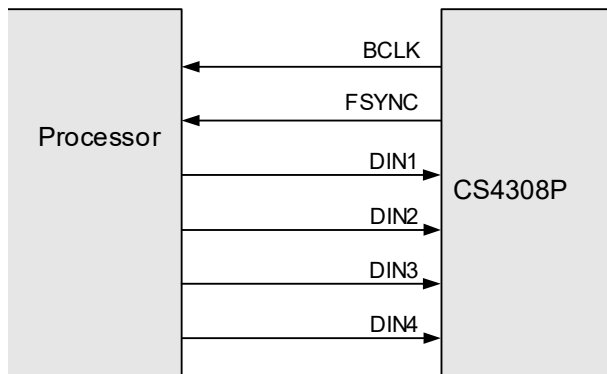 BCLK
FSYNC
Processor
DIN1
CS4308P
DIN2
DIN3
DIN4